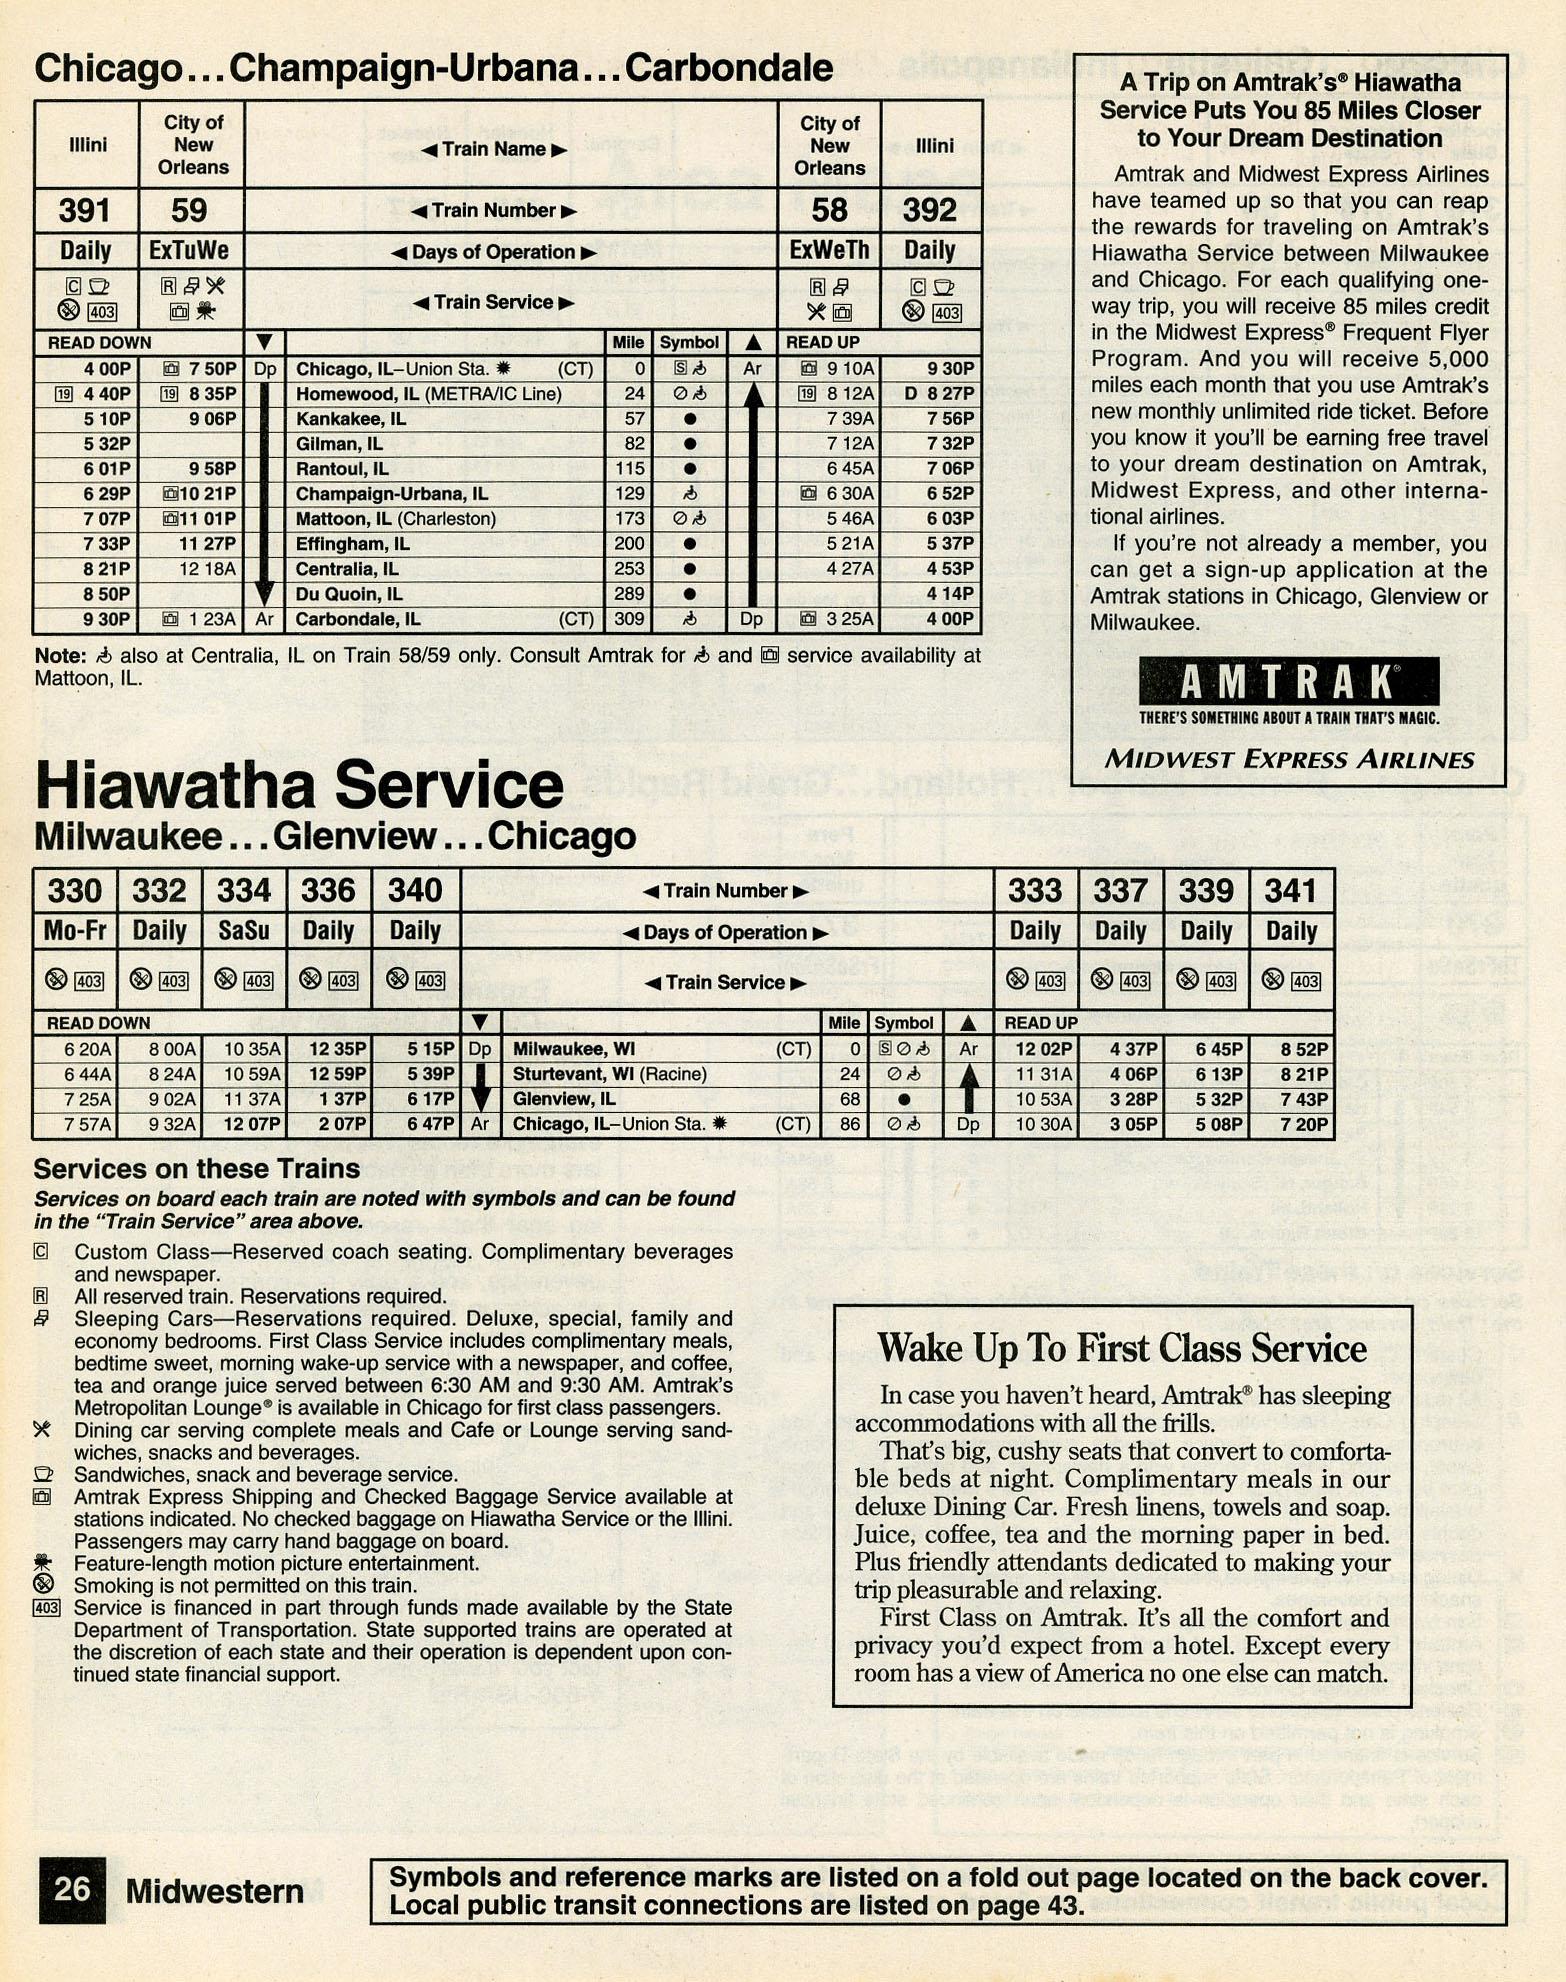 Chicago...Champaign-Urbana...Carbondale
Illini City of New Orleans ◄ Train Name ► City of New Orleans Illini
391 59 ◄ Train Number ► 58 392
Daily ExTuWe ◄ Days of Operation ► ExWeTh Daily
C R ◄ Train Service ► R C
403 403
READ DOWN ▼ Mile Symbol ▲ READ UP
4 00P 7 50P Dp Chicago, IL–Union Sta. ✹ (CT) 0 S Ar 9 10A 9 30P
19 4 40P 19 8 35P Homewood, IL (METRA/IC Line) 24 19 8 12A D 8 27P
5 10P 9 06P Kankakee, IL 57 ● 7 39A 7 56P
5 32P Gilman, IL 82 ● 7 12A 7 32P
6 01P 9 58P Rantoul, IL 115 ● 6 45A 7 06P
6 29P 10 21P Champaign-Urbana, IL 129 6 30A 6 52P
7 07P 11 01P Mattoon, IL (Charleston) 173 5 46A 6 03P
7 33P 11 27P Effingham, IL 200 ● 5 21A 5 37P
8 21P 12 18A Centralia, IL 253 ● 4 27A 4 53P
8 50P Du Quoin, IL 289 ● 4 14P
9 30P 1 23A Ar Carbondale, IL (CT) 309 Dp 3 25A 4 00P
Note: ♿ also at Centralia, IL on Train 58/59 only. Consult Amtrak for ♿ and service availability at
Mattoon, IL.
A Trip on Amtrak's® Hiawatha
Service Puts You 85 Miles Closer
to Your Dream Destination
Amtrak and Midwest Express Airlines
have teamed up so that you can reap
the rewards for traveling on Amtrak's
Hiawatha Service between Milwaukee
and Chicago. For each qualifying one-
way trip, you will receive 85 miles credit
in the Midwest Express® Frequent Flyer
Program. And you will receive 5,000
miles each month that you use Amtrak's
new monthly unlimited ride ticket. Before
you know it you'll be earning free travel
to your dream destination on Amtrak,
Midwest Express, and other interna-
tional airlines.
If you're not already a member, you
can get a sign-up application at the
Amtrak stations in Chicago, Glenview or
Milwaukee.
AMTRAK®
THERE'S SOMETHING ABOUT A TRAIN THAT'S MAGIC.
MIDWEST EXPRESS AIRLINES
Hiawatha Service
Milwaukee...Glenview...Chicago
330 332 334 336 340 ◄ Train Number ► 333 337 339 341
Mo-Fr Daily SaSu Daily Daily ◄ Days of Operation ► Daily Daily Daily Daily
403 403 403 403 403 ◄ Train Service ► 403 403 403 403
READ DOWN ▼ Mile Symbol ▲ READ UP
6 20A 8 00A 10 35A 12 35P 5 15P Dp Milwaukee, WI (CT) 0 S Ar 12 02P 4 37P 6 45P 8 52P
6 44A 8 24A 10 59A 12 59P 5 39P Sturtevant, WI (Racine) 24 11 31A 4 06P 6 13P 8 21P
7 25A 9 02A 11 37A 1 37P 6 17P Glenview, IL 68 ● 10 53A 3 28P 5 32P 7 43P
7 57A 9 32A 12 07P 2 07P 6 47P Ar Chicago, IL–Union Sta. ✹ (CT) 86 Dp 10 30A 3 05P 5 08P 7 20P
Services on these Trains
Services on board each train are noted with symbols and can be found
in the “Train Service” area above.
C Custom Class—Reserved coach seating. Complimentary beverages
and newspaper.
R All reserved train. Reservations required.
Sleeping Cars—Reservations required. Deluxe, special, family and
economy bedrooms. First Class Service includes complimentary meals,
bedtime sweet, morning wake-up service with a newspaper, and coffee,
tea and orange juice served between 6:30 AM and 9:30 AM. Amtrak's
Metropolitan Lounge® is available in Chicago for first class passengers.
Dining car serving complete meals and Cafe or Lounge serving sand-
wiches, snacks and beverages.
Sandwiches, snack and beverage service.
Amtrak Express Shipping and Checked Baggage Service available at
stations indicated. No checked baggage on Hiawatha Service or the Illini.
Passengers may carry hand baggage on board.
Feature-length motion picture entertainment.
Smoking is not permitted on this train.
403 Service is financed in part through funds made available by the State
Department of Transportation. State supported trains are operated at
the discretion of each state and their operation is dependent upon con-
tinued state financial support.
Wake Up To First Class Service
In case you haven't heard, Amtrak® has sleeping
accommodations with all the frills.
That's big, cushy seats that convert to comforta-
ble beds at night. Complimentary meals in our
deluxe Dining Car. Fresh linens, towels and soap.
Juice, coffee, tea and the morning paper in bed.
Plus friendly attendants dedicated to making your
trip pleasurable and relaxing.
First Class on Amtrak. It's all the comfort and
privacy you'd expect from a hotel. Except every
room has a view of America no one else can match.
26 Midwestern
Symbols and reference marks are listed on a fold out page located on the back cover.
Local public transit connections are listed on page 43.